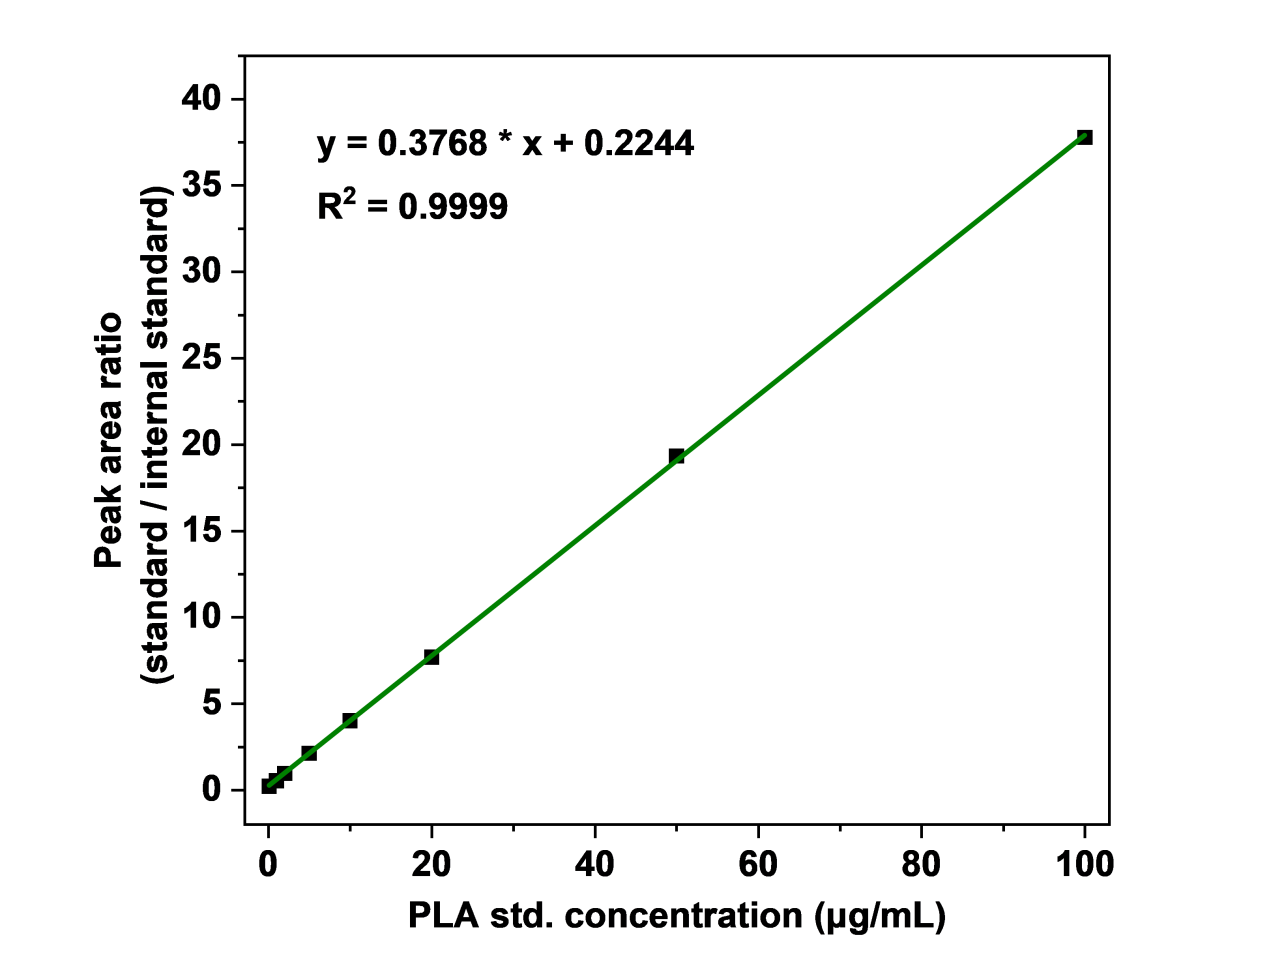 y = 0.3768 * x + 0.2244
R² = 0.9999
Peak area ratio
(standard / internal standard)
40
35
30
25
20
15
10
5
0
0 20 40 60 80 100
PLA std. concentration (µg/mL)